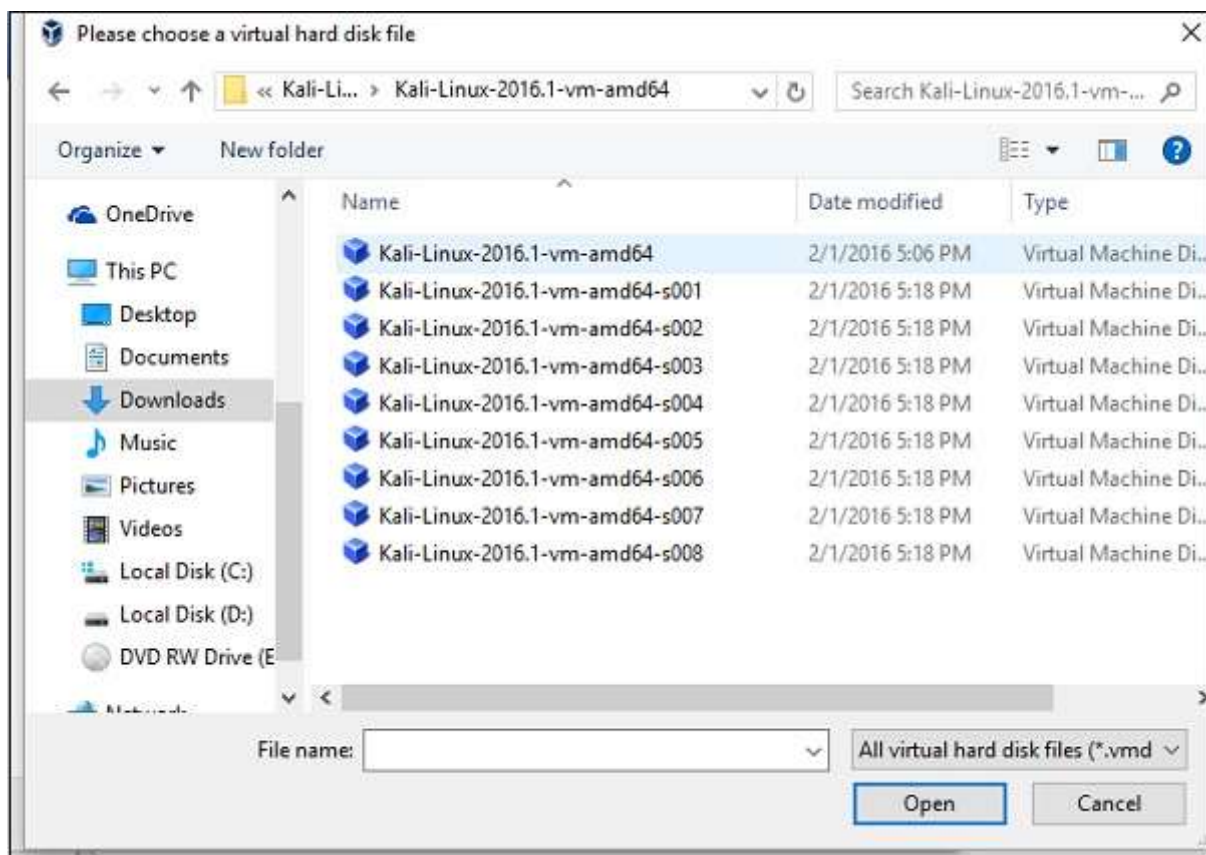 Please choose a virtual hard disk file
« Kali-Li... › Kali-Linux-2016.1-vm-amd64
Search Kali-Linux-2016.1-vm-...
Organize
New folder
Name Date modified Type
OneDrive
This PC
Desktop
Documents
Downloads
Music
Pictures
Videos
Local Disk (C:)
Local Disk (D:)
DVD RW Drive (E
Network
Kali-Linux-2016.1-vm-amd64 2/1/2016 5:06 PM Virtual Machine Di...
Kali-Linux-2016.1-vm-amd64-s001 2/1/2016 5:18 PM Virtual Machine Di...
Kali-Linux-2016.1-vm-amd64-s002 2/1/2016 5:18 PM Virtual Machine Di...
Kali-Linux-2016.1-vm-amd64-s003 2/1/2016 5:18 PM Virtual Machine Di...
Kali-Linux-2016.1-vm-amd64-s004 2/1/2016 5:18 PM Virtual Machine Di...
Kali-Linux-2016.1-vm-amd64-s005 2/1/2016 5:18 PM Virtual Machine Di...
Kali-Linux-2016.1-vm-amd64-s006 2/1/2016 5:18 PM Virtual Machine Di...
Kali-Linux-2016.1-vm-amd64-s007 2/1/2016 5:18 PM Virtual Machine Di...
Kali-Linux-2016.1-vm-amd64-s008 2/1/2016 5:18 PM Virtual Machine Di...
File name:
All virtual hard disk files (*.vmd
Open
Cancel